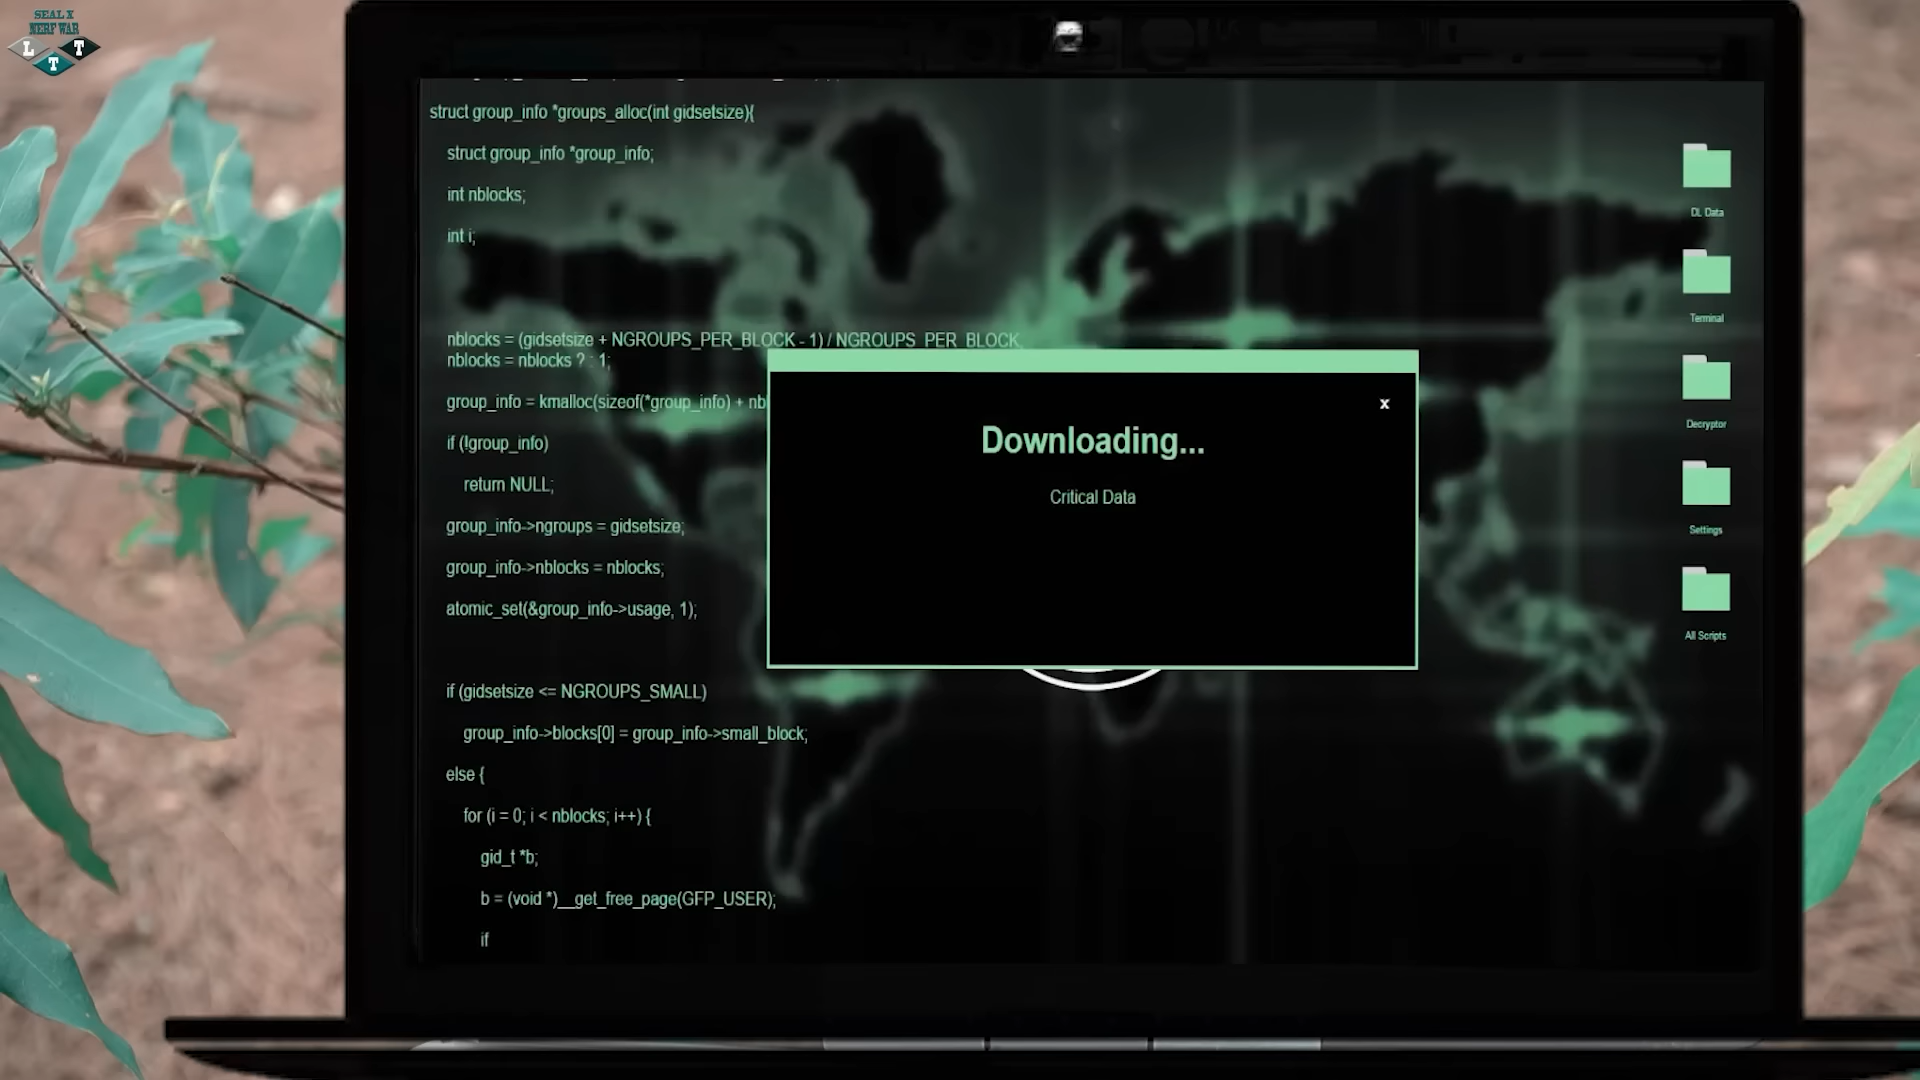 SEAL X
NERF WAR
L T
T
struct group_info *groups_alloc(int gidsetsize){
struct group_info *group_info;
int nblocks;
int i;
nblocks = (gidsetsize + NGROUPS_PER_BLOCK - 1) / NGROUPS_PER_BLOCK;
nblocks = nblocks ? : 1;
group_info = kmalloc(sizeof(*group_info) + nbl
if (!group_info)
return NULL;
group_info->ngroups = gidsetsize;
group_info->nblocks = nblocks;
atomic_set(&group_info->usage, 1);
if (gidsetsize <= NGROUPS_SMALL)
group_info->blocks[0] = group_info->small_block;
else {
for (i = 0; i < nblocks; i++) {
gid_t *b;
b = (void *)__get_free_page(GFP_USER);
if
x
Downloading...
Critical Data
DL Data
Terminal
Decryptor
Settings
All Scripts